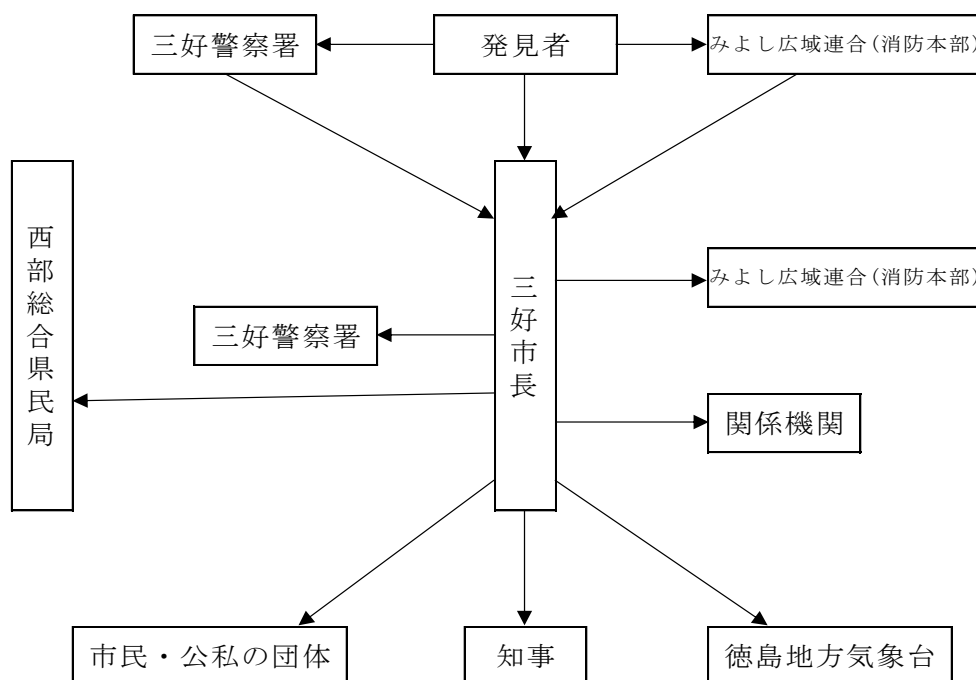 三好警察署
発見者
みよし広域連合(消防本部)
西部総合県民局
三好市長
みよし広域連合(消防本部)
三好警察署
関係機関
市民・公私の団体
知事
徳島地方気象台